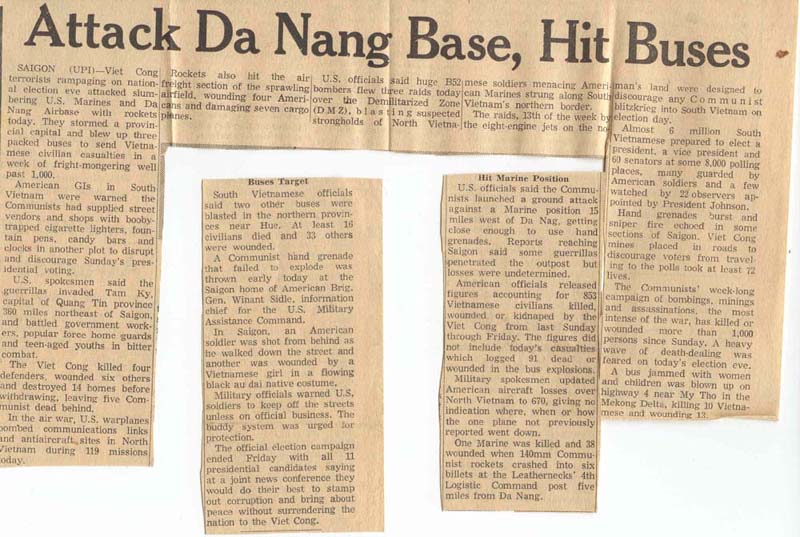 Attack Da Nang Base, Hit Buses
SAIGON (UPI)—Viet Cong
terrorists rampaging on nation-
al election eve attacked slum-
bering U.S. Marines and Da
Nang Airbase with rockets
today. They stormed a provin-
cial capital and blew up three
packed buses to send Vietna-
mese civilian casualties in a
week of fright-mongering well
past 1,000.
American GIs in South
Vietnam were warned the
Communists had supplied street
vendors and shops with booby-
trapped cigarette lighters, foun-
tain pens, candy bars and
clocks in another plot to disrupt
and discourage Sunday's pres-
idential voting.
U.S. spokesmen said the
guerrillas invaded Tam Ky,
capital of Quang Tin province
360 miles northeast of Saigon,
and battled government work-
ers, popular force home guards
and teen-aged youths in bitter
combat.
The Viet Cong killed four
defenders, wounded six others
and destroyed 14 homes before
withdrawing, leaving five Com-
munist dead behind.
In the air war, U.S. warplanes
bombed communications links
and antiaircraft sites in North
Vietnam during 119 missions
today.
Rockets also hit the air
freight section of the sprawling
airfield, wounding four Ameri-
cans and damaging seven cargo
planes.
U.S. officials said huge B52
bombers flew three raids today
over the Demilitarized Zone
(DMZ), blasting suspected
strongholds of North Vietna-
mese soldiers menacing Ameri-
can Marines strung along South
Vietnam's northern border.
The raids, 13th of the week by
the eight-engine jets on the no-
man's land, were designed to
discourage any Communist
blitzkrieg into South Vietnam on
election day.
Almost 6 million South
Vietnamese prepared to elect a
president, a vice president and
60 senators at some 8,000 polling
places, many guarded by
American soldiers and a few
watched by 22 observers ap-
pointed by President Johnson.
Hand grenades burst and
sniper fire echoed in some
sections of Saigon. Viet Cong
mines placed in roads to
discourage voters from travel-
ing to the polls took at least 72
lives.
The Communists' week-long
campaign of bombings, minings
and assassinations, the most
intense of the war, has killed or
wounded more than 1,000
persons since Sunday. A heavy
wave of death-dealing was
feared on today's election eve.
A bus jammed with women
and children was blown up on
highway 4 near My Tho in the
Mekong Delta, killing 10 Vietna-
mese and wounding 13.
Buses Target
South Vietnamese officials
said two other buses were
blasted in the northern provin-
ces near Hue. At least 16
civilians died and 33 others
were wounded.
A Communist hand grenade
that failed to explode was
thrown early today at the
Saigon home of American Brig.
Gen. Winant Sidle, information
chief for the U.S. Military
Assistance Command.
In Saigon, an American
soldier was shot from behind as
he walked down the street and
another was wounded by a
Vietnamese girl in a flowing
black au dai native costume.
Military officials warned U.S.
soldiers to keep off the streets
unless on official business. The
buddy system was urged for
protection.
The official election campaign
ended Friday with all 11
presidential candidates saying
at a joint news conference they
would do their best to stamp
out corruption and bring about
peace without surrendering the
nation to the Viet Cong.
Hit Marine Position
U.S. officials said the Commu-
nists launched a ground attack
against a Marine position 15
miles west of Da Nag, getting
close enough to use hand
grenades. Reports reaching
Saigon said some guerrillas
penetrated the outpost but
losses were undetermined.
American officials released
figures accounting for 853
Vietnamese civilians killed,
wounded or kidnaped by the
Viet Cong from last Sunday
through Friday. The figures did
not include today's casualties
which logged 91 dead or
wounded in the bus explosions.
Military spokesmen updated
American aircraft losses over
North Vietnam to 670, giving no
indication where, when or how
the one plane not previously
reported went down.
One Marine was killed and 38
wounded when 140mm Commu-
nist rockets crashed into six
billets at the Leathernecks' 4th
Logistic Command post five
miles from Da Nang.